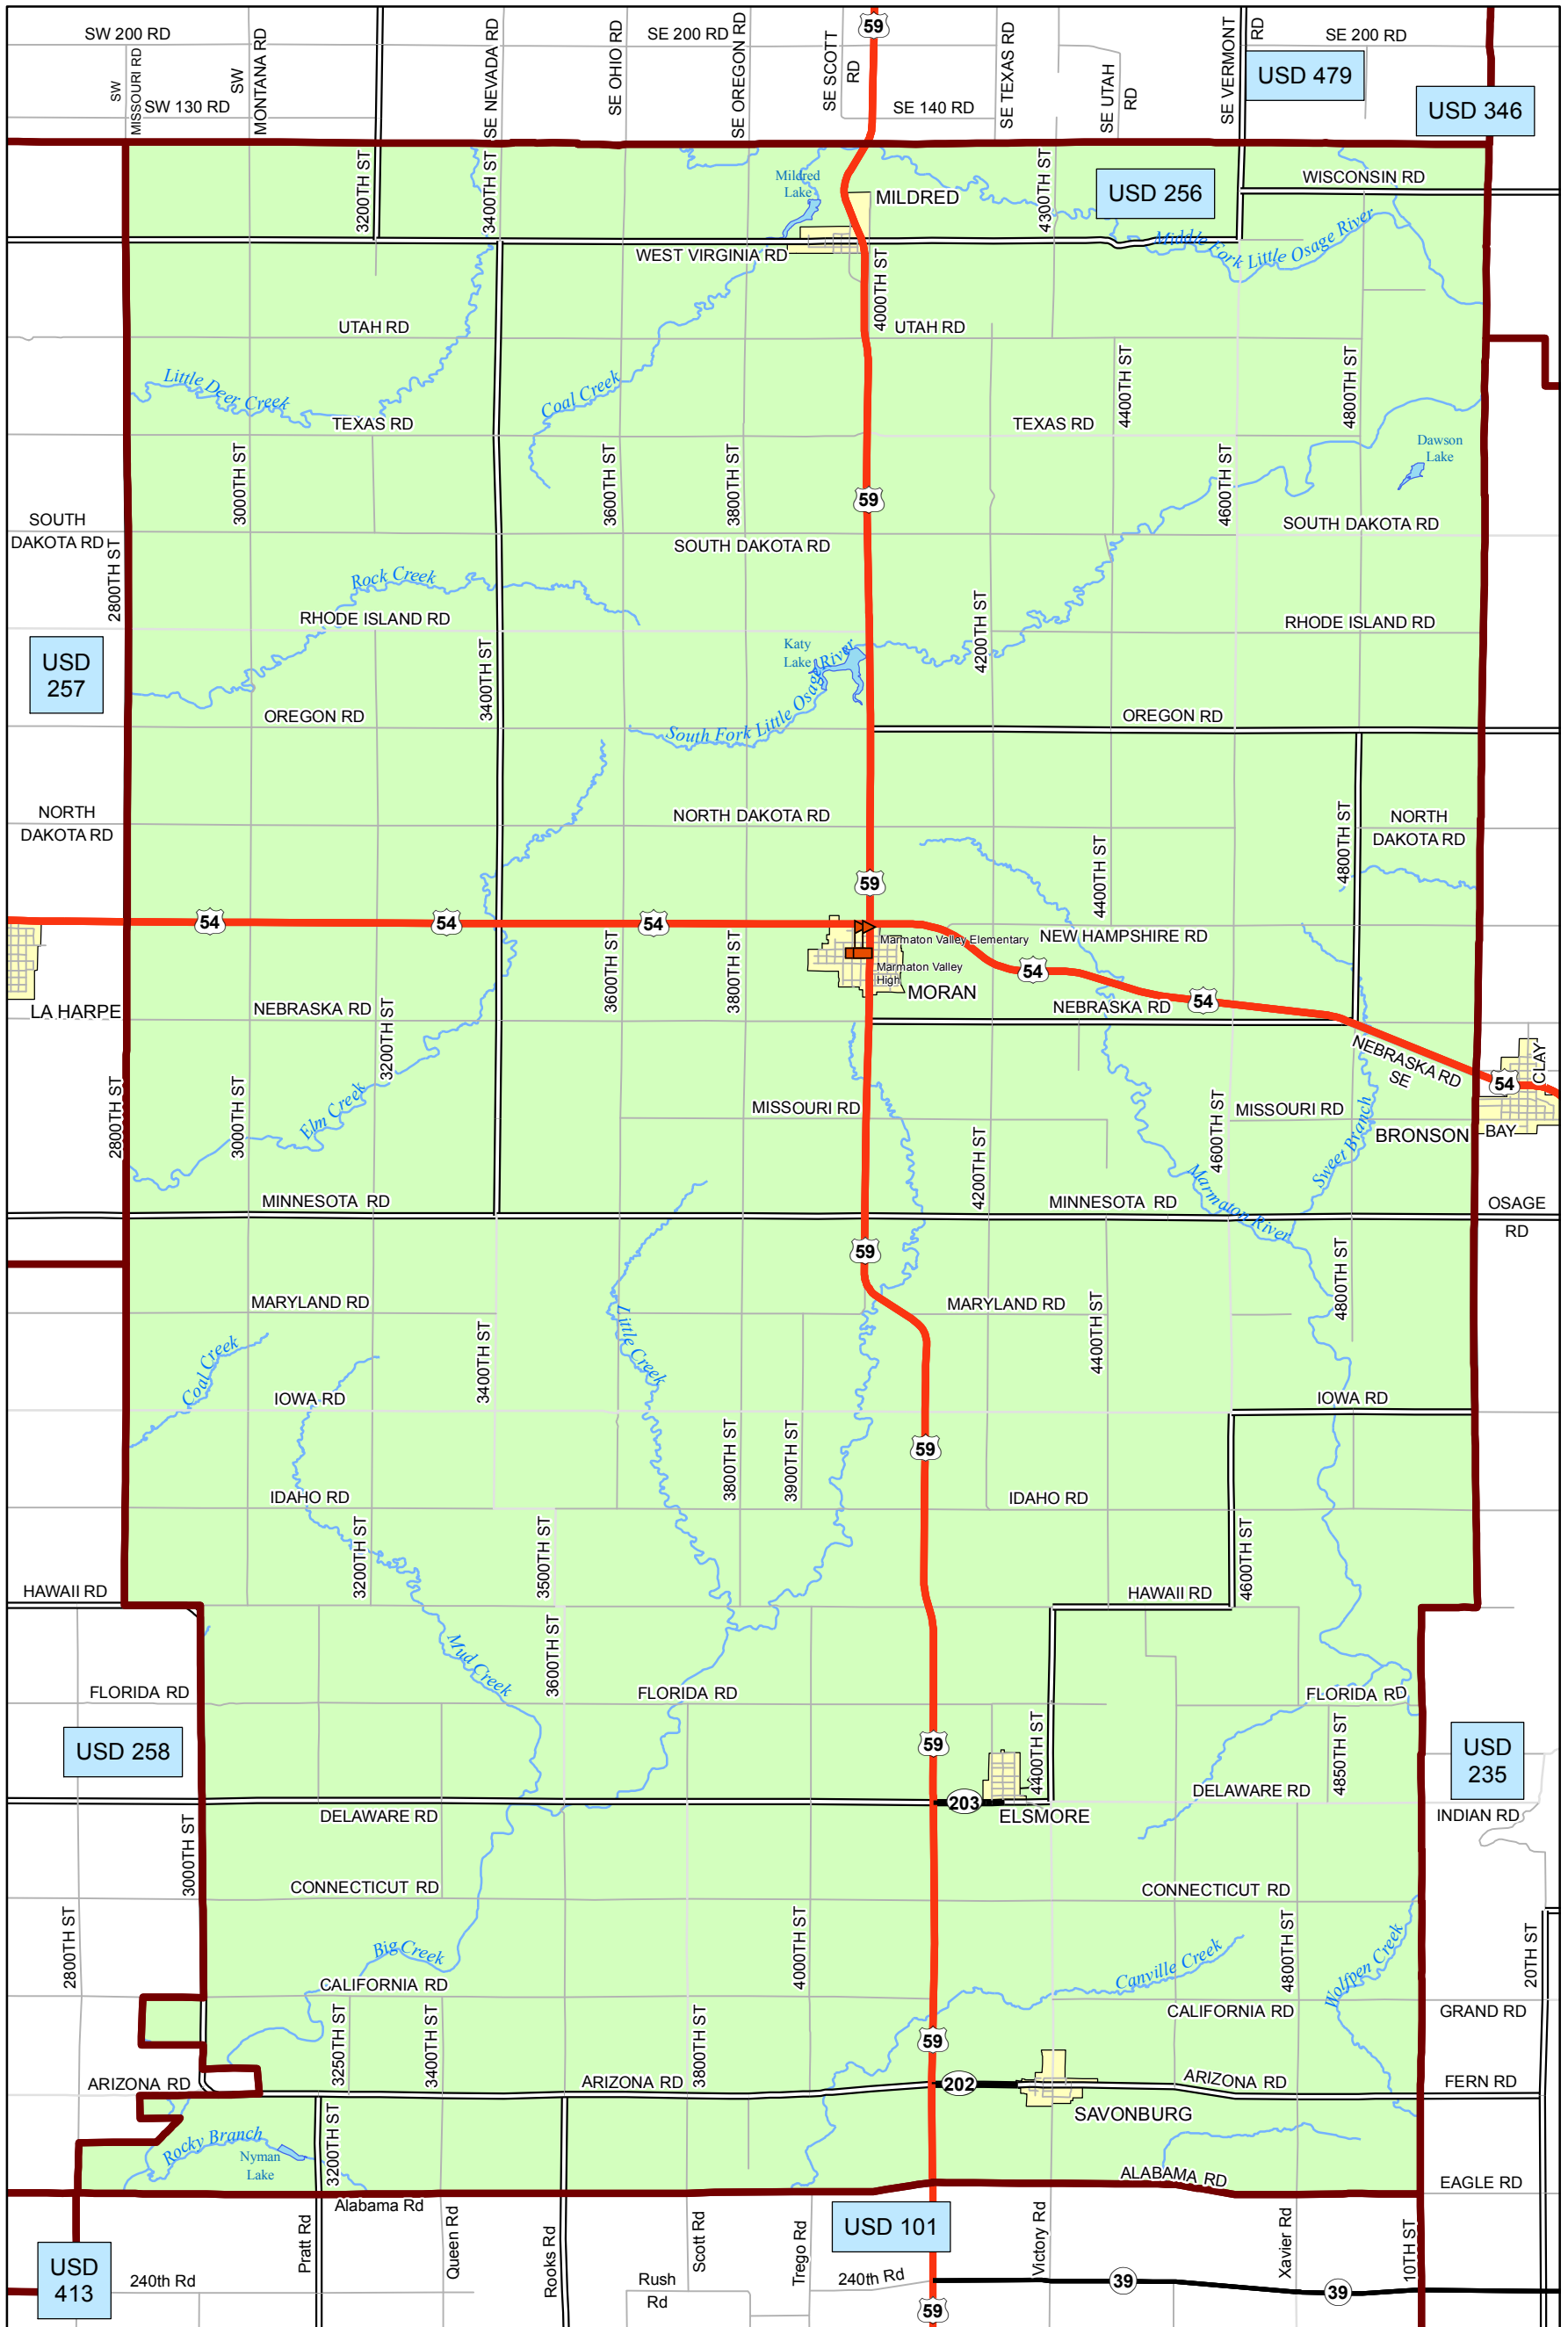 SW 200 RD
SE 200 RD
SE 200 RD
59
SW
MISSOURI RD
SW
MONTANA RD
SE NEVADA RD
SE OHIO RD
SE OREGON RD
SE SCOTT
RD
SE TEXAS RD
SE UTAH
RD
SE VERMONT
RD
USD 479
USD 346
SW 130 RD
SE 140 RD
3200TH ST
3400TH ST
Mildred
Lake
MILDRED
4300TH ST
USD 256
WISCONSIN RD
Middle Fork Little Osage River
WEST VIRGINIA RD
4000TH ST
UTAH RD
UTAH RD
Little Deer Creek
Coal Creek
4400TH ST
4800TH ST
TEXAS RD
TEXAS RD
Dawson
Lake
3000TH ST
3600TH ST
3800TH ST
59
4600TH ST
SOUTH
DAKOTA RD
SOUTH DAKOTA RD
SOUTH DAKOTA RD
2800TH ST
Rock Creek
RHODE ISLAND RD
4200TH ST
RHODE ISLAND RD
USD
257
3400TH ST
Katy
Lake
South Fork Little Osage River
OREGON RD
OREGON RD
NORTH
DAKOTA RD
NORTH DAKOTA RD
NORTH
DAKOTA RD
4400TH ST
4800TH ST
59
54
54
54
Marmaton Valley Elementary
NEW HAMPSHIRE RD
Marmaton Valley
High
MORAN
54
54
LA HARPE
NEBRASKA RD
3200TH ST
3600TH ST
3800TH ST
NEBRASKA RD
NEBRASKA RD
SE
54
CLAY
2800TH ST
3000TH ST
Elm Creek
MISSOURI RD
4200TH ST
4600TH ST
MISSOURI RD
Sweet Branch
BRONSON
BAY
MINNESOTA RD
MINNESOTA RD
Marmaton River
OSAGE
RD
59
4800TH ST
MARYLAND RD
MARYLAND RD
4400TH ST
Coal Creek
3400TH ST
Little Creek
IOWA RD
IOWA RD
3800TH ST
3900TH ST
59
IDAHO RD
IDAHO RD
3200TH ST
3500TH ST
4600TH ST
HAWAII RD
HAWAII RD
Mud Creek
3600TH ST
FLORIDA RD
FLORIDA RD
FLORIDA RD
USD 258
59
4400TH ST
4850TH ST
USD
235
DELAWARE RD
203
ELSMORE
DELAWARE RD
INDIAN RD
3000TH ST
CONNECTICUT RD
CONNECTICUT RD
2800TH ST
Big Creek
4000TH ST
Canville Creek
4800TH ST
Wolfpen Creek
20TH ST
CALIFORNIA RD
CALIFORNIA RD
GRAND RD
3250TH ST
3400TH ST
3800TH ST
59
ARIZONA RD
ARIZONA RD
202
ARIZONA RD
FERN RD
SAVONBURG
3200TH ST
Rocky Branch
Nyman
Lake
ALABAMA RD
EAGLE RD
Alabama Rd
USD
413
Pratt Rd
Queen Rd
Rooks Rd
Scott Rd
Trego Rd
USD 101
Victory Rd
Xavier Rd
10TH ST
240th Rd
Rush
Rd
240th Rd
39
39
59